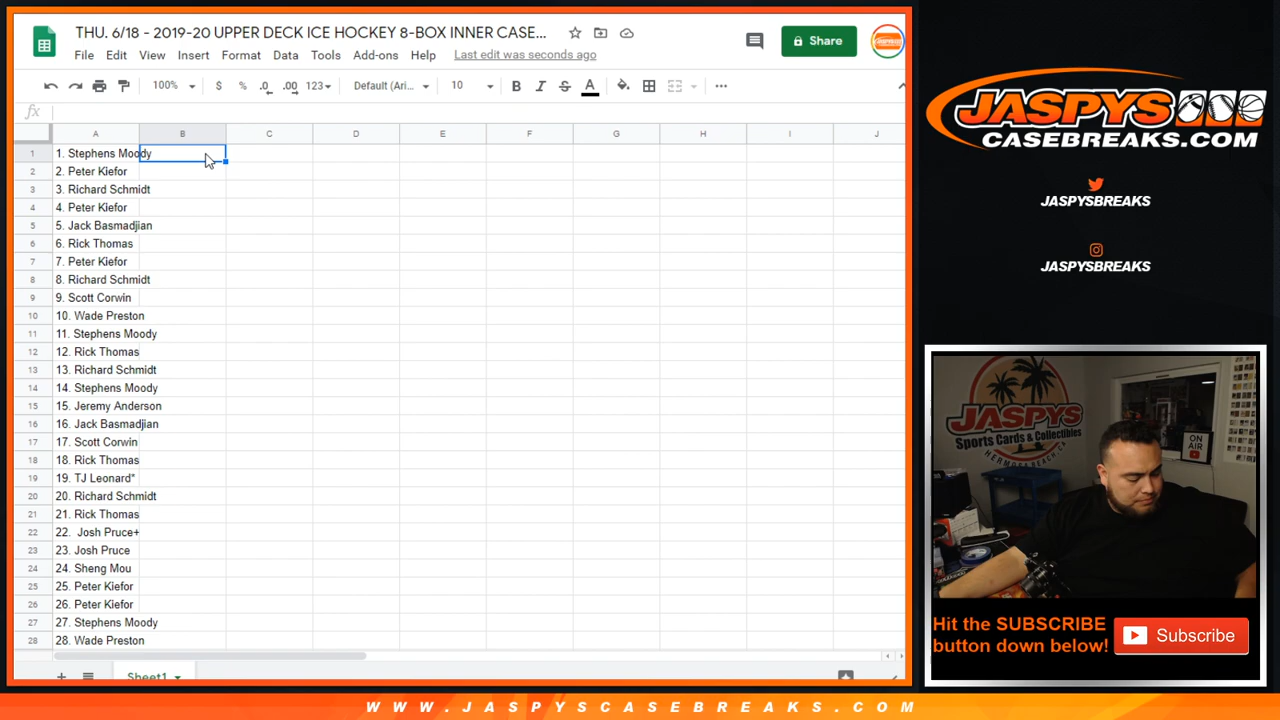 THU. 6/18 - 2019-20 UPPER DECK ICE HOCKEY 8-BOX INNER CASE...
File Edit View Insert Format Data Tools Add-ons Help Last edit was seconds ago
Share
100% $ % .0 .00 123 Default (Ari... 10 B I S A
fx
A B C D E F G H I J
1 1. Stephens Moody
2 2. Peter Kiefor
3 3. Richard Schmidt
4 4. Peter Kiefor
5 5. Jack Basmadjian
6 6. Rick Thomas
7 7. Peter Kiefor
8 8. Richard Schmidt
9 9. Scott Corwin
10 10. Wade Preston
11 11. Stephens Moody
12 12. Rick Thomas
13 13. Richard Schmidt
14 14. Stephens Moody
15 15. Jeremy Anderson
16 16. Jack Basmadjian
17 17. Scott Corwin
18 18. Rick Thomas
19 19. TJ Leonard*
20 20. Richard Schmidt
21 21. Rick Thomas
22 22. Josh Pruce+
23 23. Josh Pruce
24 24. Sheng Mou
25 25. Peter Kiefor
26 26. Peter Kiefor
27 27. Stephens Moody
28 28. Wade Preston
Sheet1
JASPYS
CASEBREAKS.COM
JASPYSBREAKS
JASPYSBREAKS
JASPYS
Sports Cards & Collectibles
HERMOSA BEACH, CA
ON AIR
Hit the SUBSCRIBE
button down below!
Subscribe
WWW.JASPYSCASEBREAKS.COM